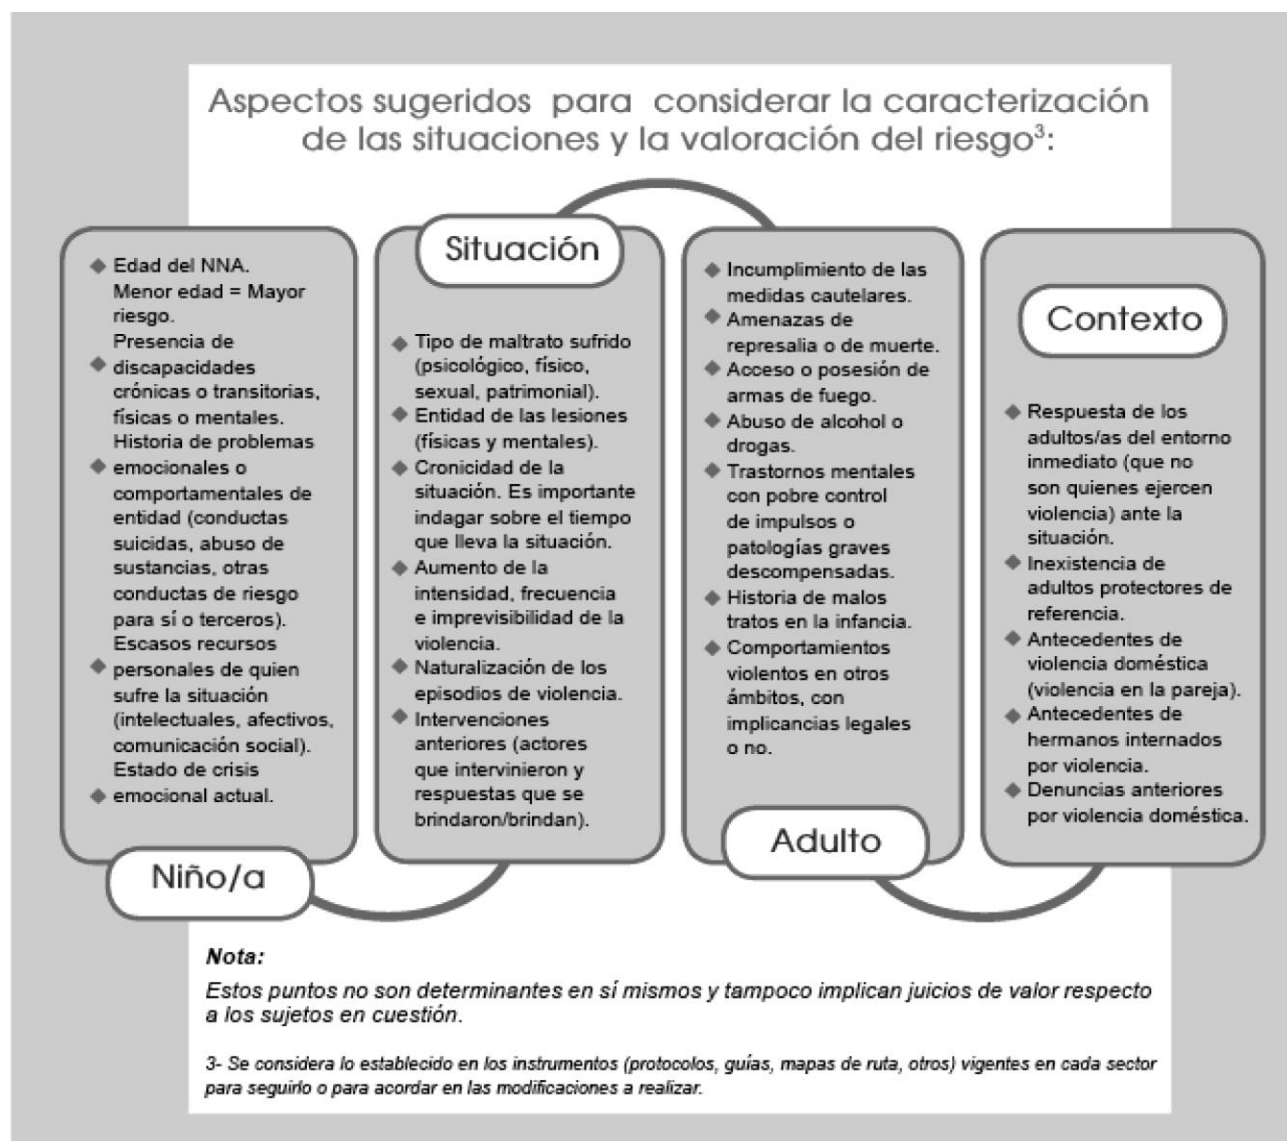 Aspectos sugeridos para considerar la caracterización
de las situaciones y la valoración del riesgo³:
◆ Edad del NNA.
Menor edad = Mayor
riesgo.
Presencia de
◆ discapacidades
crónicas o transitorias,
físicas o mentales.
Historia de problemas
◆ emocionales o
comportamentales de
entidad (conductas
suicidas, abuso de
sustancias, otras
conductas de riesgo
para sí o terceros).
Escasos recursos
◆ personales de quien
sufre la situación
(intelectuales, afectivos,
comunicación social).
Estado de crisis
◆ emocional actual.
Niño/a
Situación
◆ Tipo de maltrato sufrido
(psicológico, físico,
sexual, patrimonial).
◆ Entidad de las lesiones
(físicas y mentales).
◆ Cronicidad de la
situación. Es importante
indagar sobre el tiempo
que lleva la situación.
◆ Aumento de la
intensidad, frecuencia
e imprevisibilidad de la
violencia.
◆ Naturalización de los
episodios de violencia.
◆ Intervenciones
anteriores (actores
que intervinieron y
respuestas que se
brindaron/brindan).
◆ Incumplimiento de las
medidas cautelares.
◆ Amenazas de
represalia o de muerte.
◆ Acceso o posesión de
armas de fuego.
◆ Abuso de alcohol o
drogas.
◆ Trastornos mentales
con pobre control
de impulsos o
patologías graves
descompensadas.
◆ Historia de malos
tratos en la infancia.
◆ Comportamientos
violentos en otros
ámbitos, con
implicancias legales
o no.
Adulto
Contexto
◆ Respuesta de los
adultos/as del entorno
inmediato (que no
son quienes ejercen
violencia) ante la
situación.
◆ Inexistencia de
adultos protectores de
referencia.
◆ Antecedentes de
violencia doméstica
(violencia en la pareja).
◆ Antecedentes de
hermanos internados
por violencia.
◆ Denuncias anteriores
por violencia doméstica.
Nota:
Estos puntos no son determinantes en sí mismos y tampoco implican juicios de valor respecto
a los sujetos en cuestión.
3- Se considera lo establecido en los instrumentos (protocolos, guías, mapas de ruta, otros) vigentes en cada sector
para seguirlo o para acordar en las modificaciones a realizar.